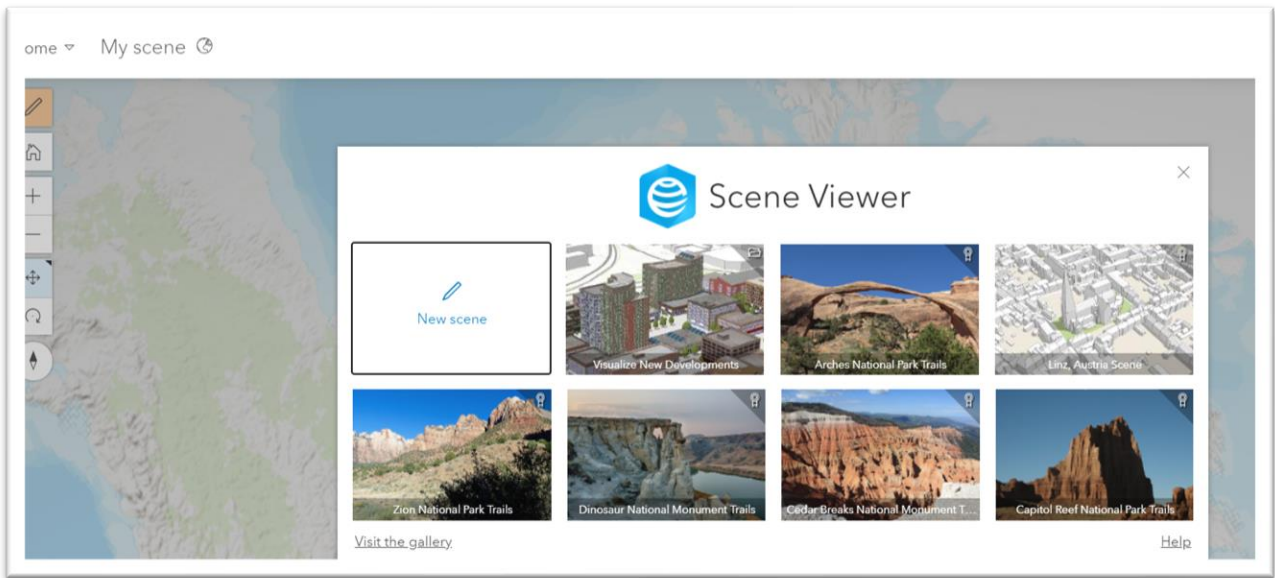 ome My scene
Scene Viewer
New scene
Visualize New Developments
Arches National Park Trails
Linz, Austria Scene
Zion National Park Trails
Dinosaur National Monument Trails
Cedar Breaks National Monument T...
Capitol Reef National Park Trails
Visit the gallery
Help